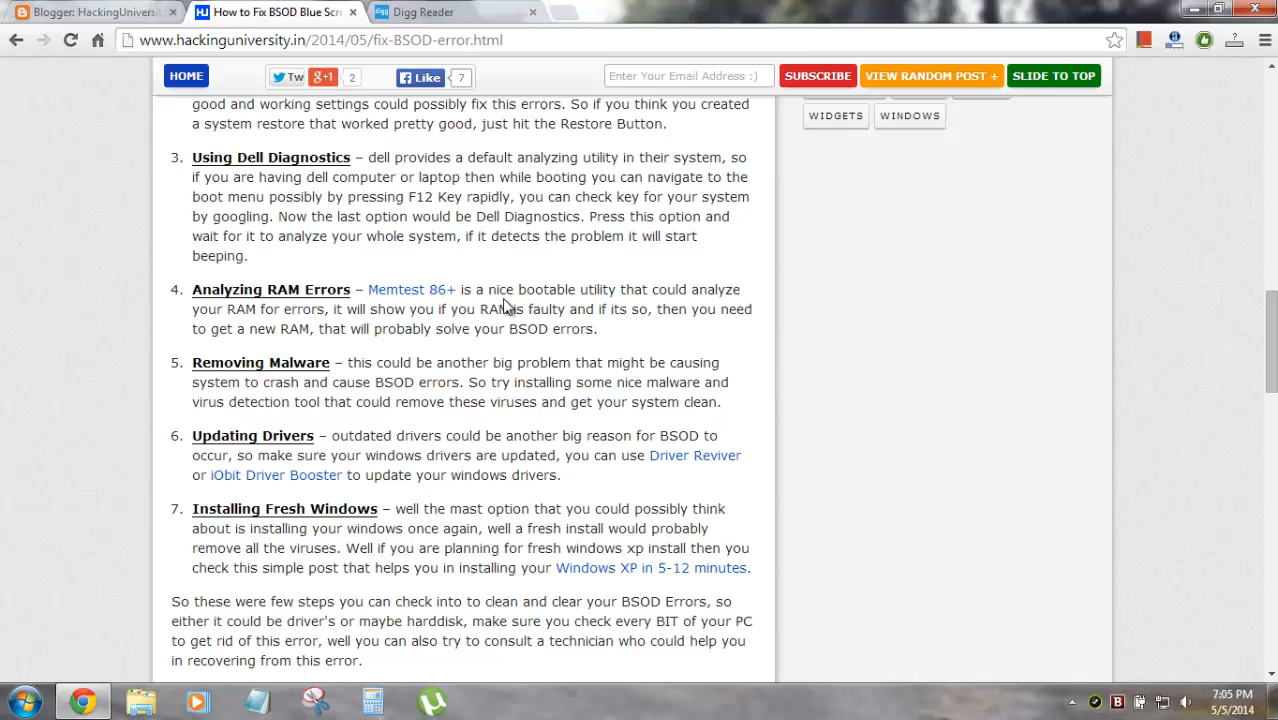 Blogger: HackingUniversi
How to Fix BSOD Blue Scre
digg
Digg Reader
www.hackinguniversity.in/2014/05/fix-BSOD-error.html
HOME
Tw
g+1
2
Like
7
Enter Your Email Address :)
SUBSCRIBE
VIEW RANDOM POST +
SLIDE TO TOP
good and working settings could possibly fix this errors. So if you think you created
a system restore that worked pretty good, just hit the Restore Button.
WIDGETS
WINDOWS
3. Using Dell Diagnostics – dell provides a default analyzing utility in their system, so
if you are having dell computer or laptop then while booting you can navigate to the
boot menu possibly by pressing F12 Key rapidly, you can check key for your system
by googling. Now the last option would be Dell Diagnostics. Press this option and
wait for it to analyze your whole system, if it detects the problem it will start
beeping.
4. Analyzing RAM Errors – Memtest 86+ is a nice bootable utility that could analyze
your RAM for errors, it will show you if you RAM is faulty and if its so, then you need
to get a new RAM, that will probably solve your BSOD errors.
5. Removing Malware – this could be another big problem that might be causing
system to crash and cause BSOD errors. So try installing some nice malware and
virus detection tool that could remove these viruses and get your system clean.
6. Updating Drivers – outdated drivers could be another big reason for BSOD to
occur, so make sure your windows drivers are updated, you can use Driver Reviver
or iObit Driver Booster to update your windows drivers.
7. Installing Fresh Windows – well the mast option that you could possibly think
about is installing your windows once again, well a fresh install would probably
remove all the viruses. Well if you are planning for fresh windows xp install then you
check this simple post that helps you in installing your Windows XP in 5-12 minutes.
So these were few steps you can check into to clean and clear your BSOD Errors, so
either it could be driver's or maybe harddisk, make sure you check every BIT of your PC
to get rid of this error, well you can also try to consult a technician who could help you
in recovering from this error.
7:05 PM
5/5/2014